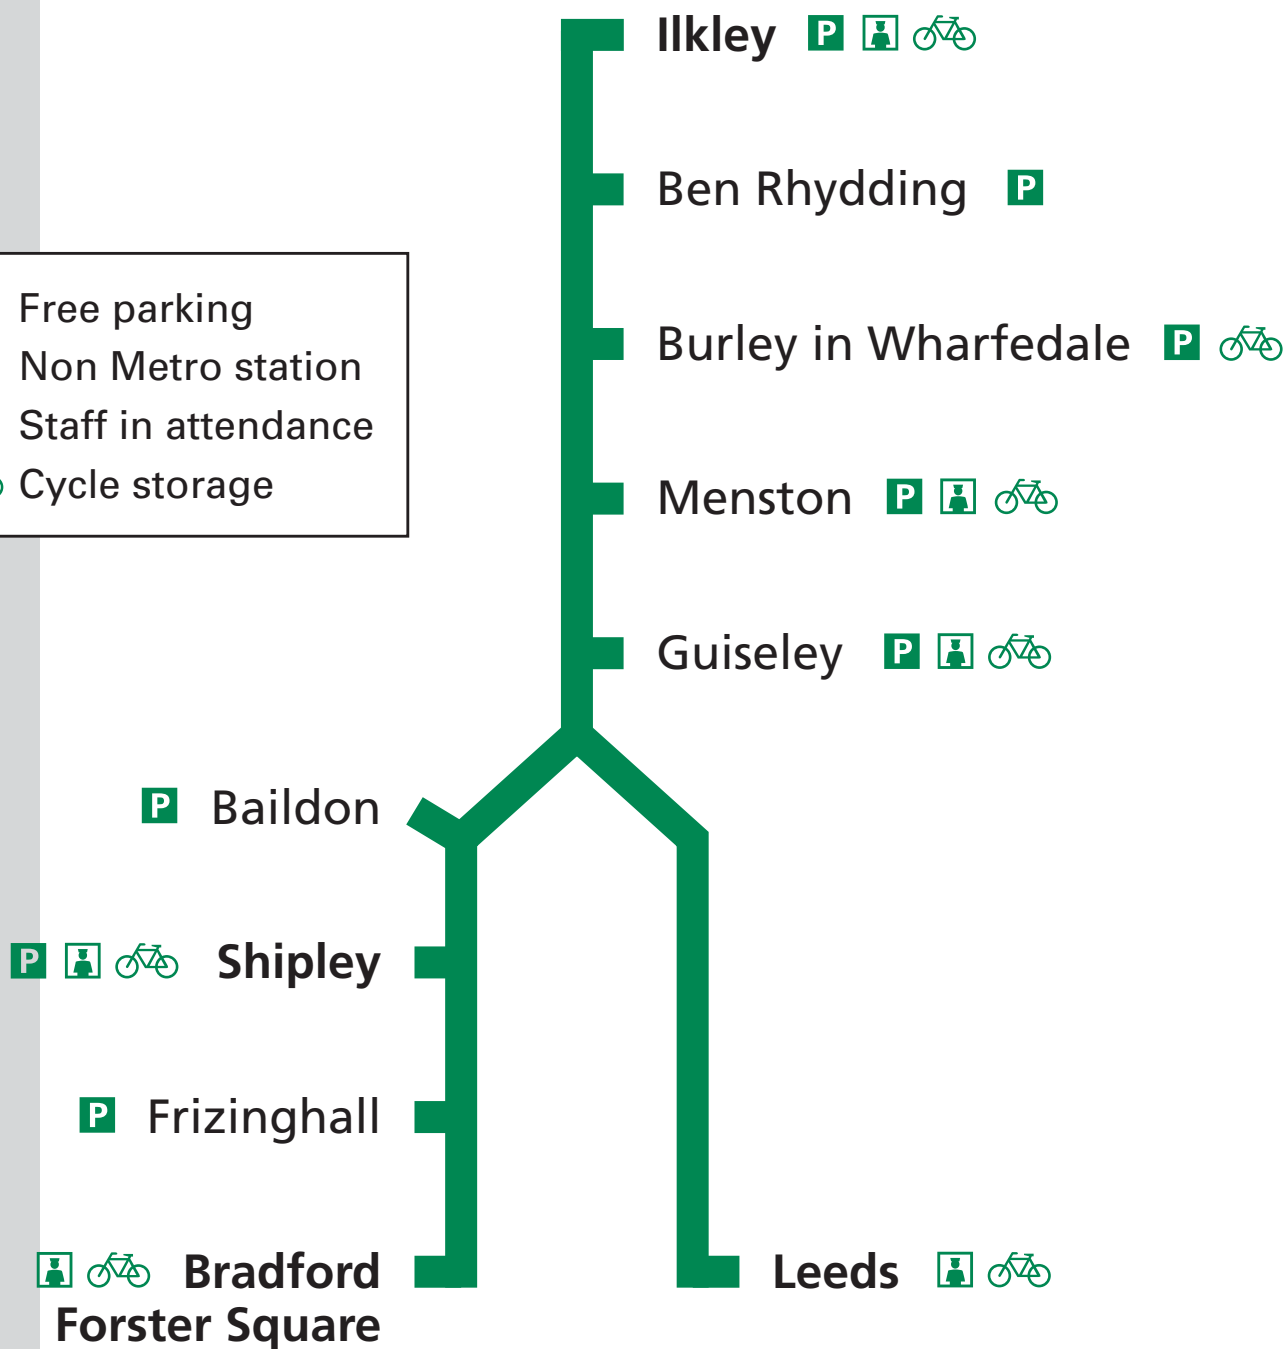 Ilkley P
Ben Rhydding P
Free parking
Non Metro station
Staff in attendance
Cycle storage
Burley in Wharfedale P
Menston P
Guiseley P
P Baildon
P Shipley
P Frizinghall
Bradford
Forster Square
Leeds